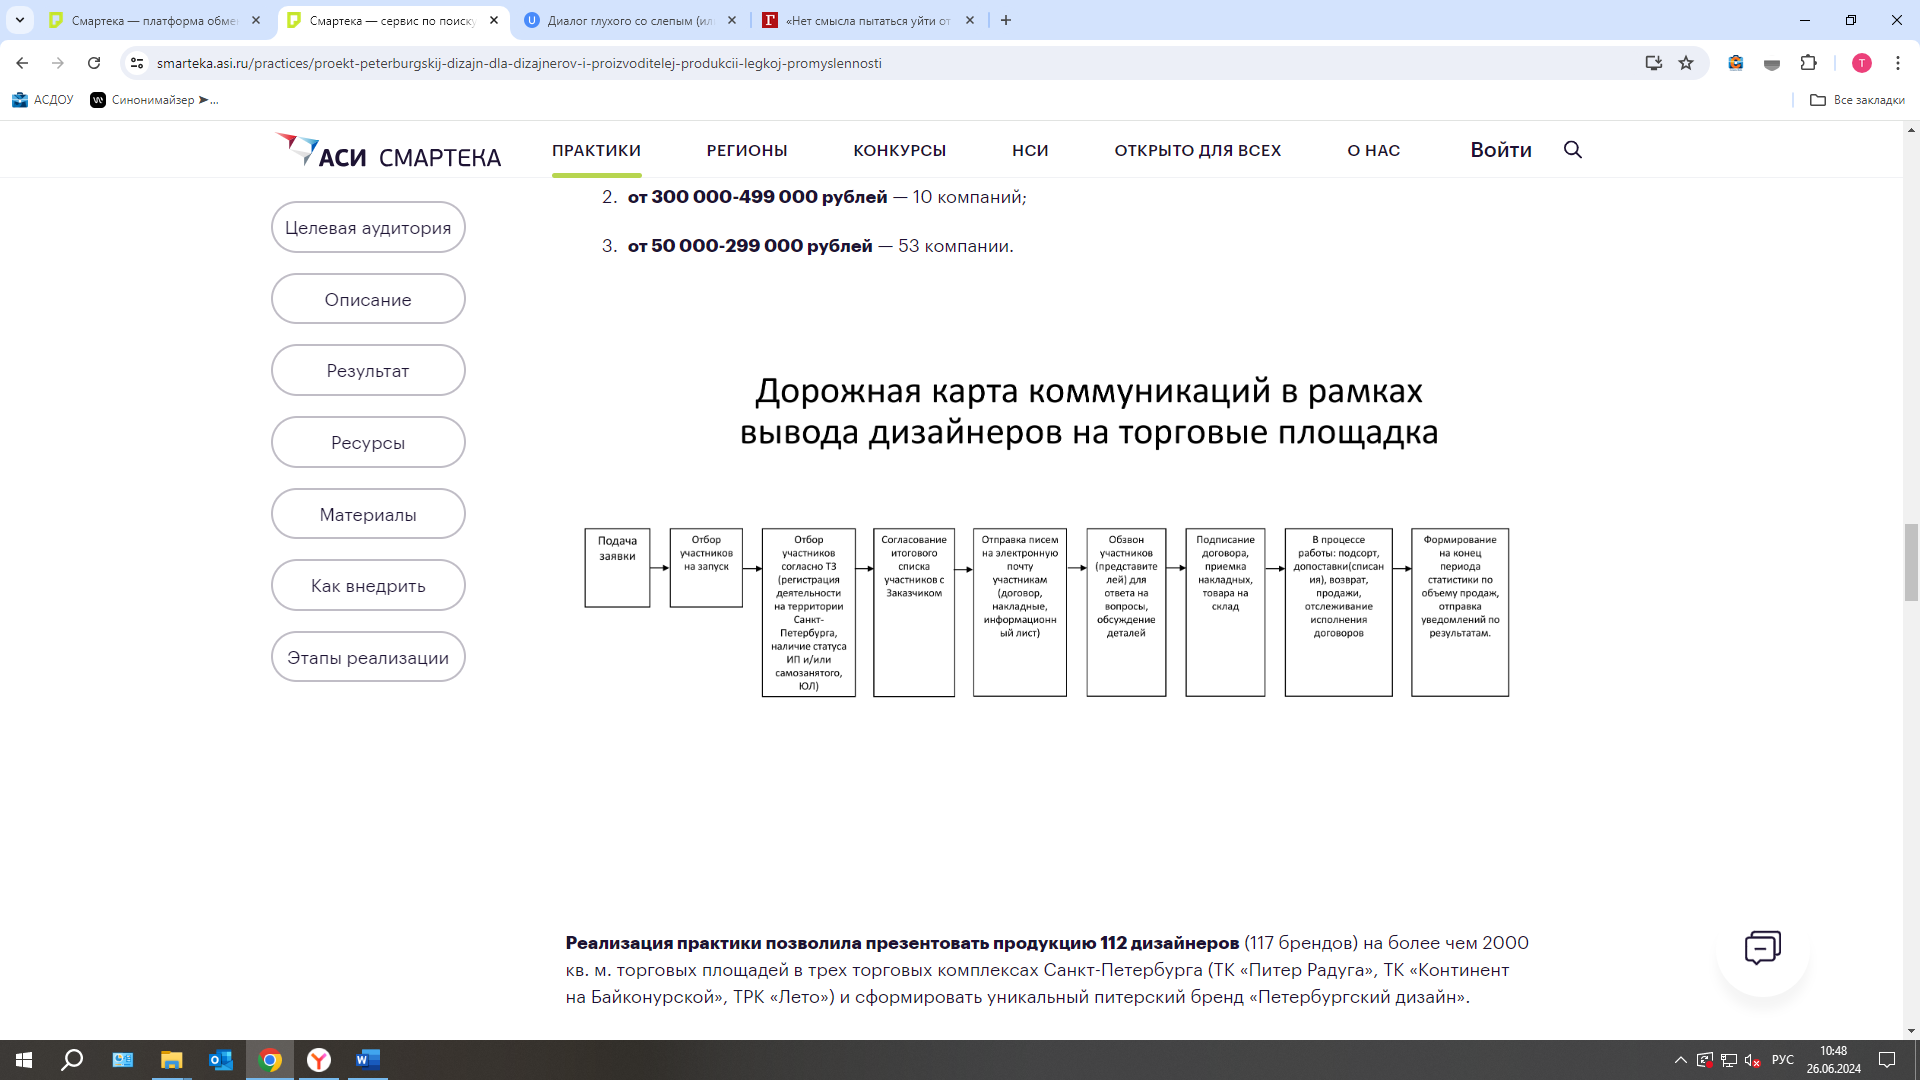 Смартека — платформа обме
Смартека — сервис по поиску
Диалог глухого со слепым (ил
«Нет смысла пытаться уйти от
smarteka.asi.ru/practices/proekt-peterburgskij-dizajn-dla-dizajnerov-i-proizvoditelej-produkcii-legkoj-promyslennosti
Т
АСДОУ
Синонимайзер ➤...
Все закладки
АСИ СМАРТЕКА
ПРАКТИКИ
РЕГИОНЫ
КОНКУРСЫ
НСИ
ОТКРЫТО ДЛЯ ВСЕХ
О НАС
Войти
Целевая аудитория
Описание
Результат
Ресурсы
Материалы
Как внедрить
Этапы реализации
2. от 300 000-499 000 рублей — 10 компаний;
3. от 50 000-299 000 рублей — 53 компании.
Дорожная карта коммуникаций в рамках
вывода дизайнеров на торговые площадка
Подача
заявки
Отбор
участников
на запуск
Отбор
участников
согласно ТЗ
(регистрация
деятельности
на территории
Санкт-
Петербурга,
наличие статуса
ИП и/или
самозанятого,
ЮЛ)
Согласование
итогового
списка
участников с
Заказчиком
Отправка писем
на электронную
почту
участникам
(договор,
накладные,
информационн
ый лист)
Обзвон
участников
(представите
лей) для
ответа на
вопросы,
обсуждение
деталей
Подписание
договора,
приемка
накладных,
товара на
склад
В процессе
работы: подсорт,
допоставки(списан
ия), возврат,
продажи,
отслеживание
исполнения
договоров
Формирование
на конец
периода
статистики по
объему продаж,
отправка
уведомлений по
результатам.
Реализация практики позволила презентовать продукцию 112 дизайнеров (117 брендов) на более чем 2000
кв. м. торговых площадей в трех торговых комплексах Санкт-Петербурга (ТК «Питер Радуга», ТК «Континент
на Байконурской», ТРК «Лето») и сформировать уникальный питерский бренд «Петербургский дизайн».
РУС
10:48
26.06.2024